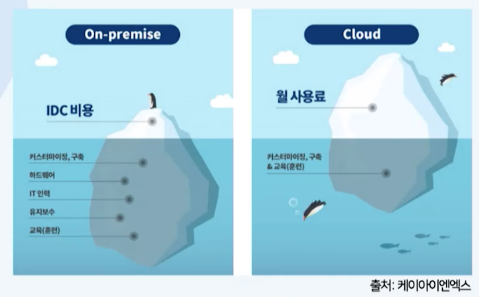 On-premise
IDC 비용
커스터마이징, 구축
하드웨어
IT 인력
유지보수
교육(훈련)
Cloud
월 사용료
커스터마이징, 구축
& 교육(훈련)
출처: 케이아이엔엑스